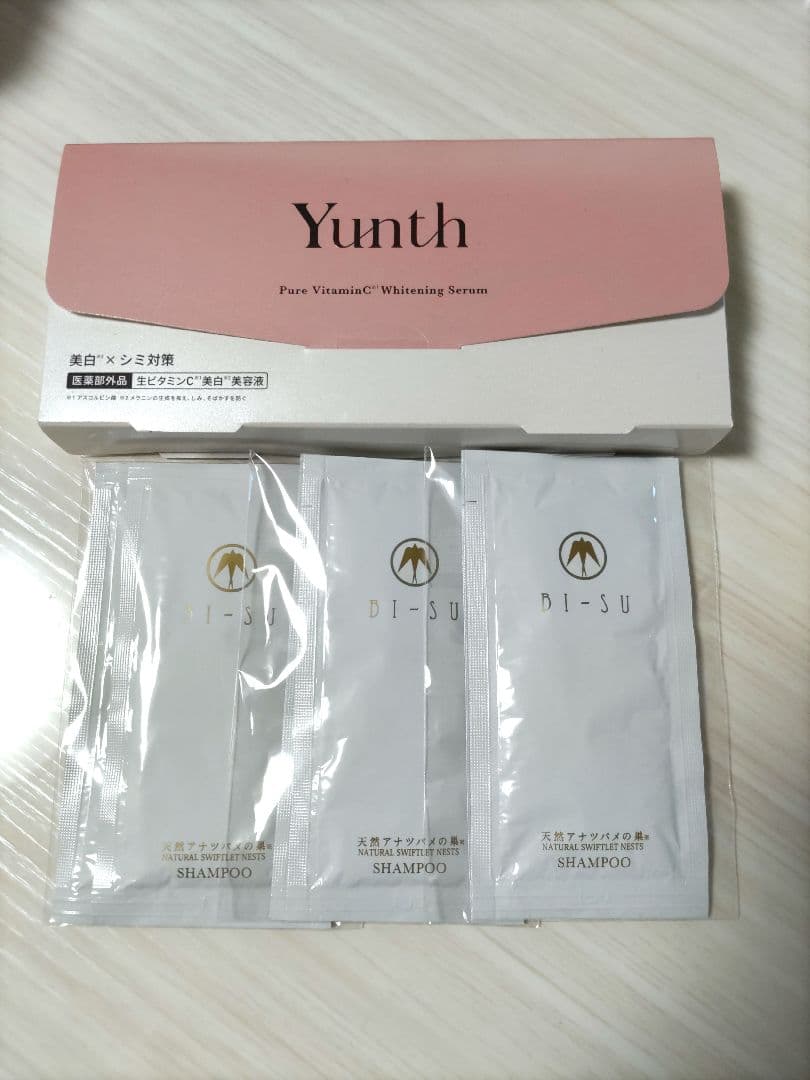 Yunth
Pure VitaminC※1 Whitening Serum
美白※2×シミ対策
医薬部外品 生ビタミンC※1美白※2美容液
※1 アスコルビン酸 ※2 メラニンの生成を抑え、しみ、そばかすを防ぐ
BI-SU
天然アナツバメの巣※
NATURAL SWIFTLET NESTS
SHAMPOO
BI-SU
天然アナツバメの巣※
NATURAL SWIFTLET NESTS
SHAMPOO
BI-SU
天然アナツバメの巣※
NATURAL SWIFTLET NESTS
SHAMPOO